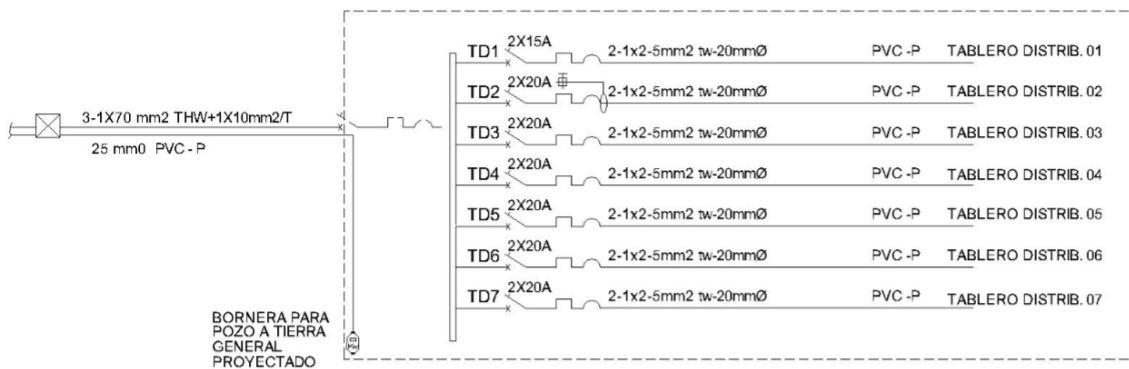 TD1 2X15A 2-1x2-5mm2 tw-20mmØ PVC -P TABLERO DISTRIB. 01
TD2 2X20A 2-1x2-5mm2 tw-20mmØ PVC -P TABLERO DISTRIB. 02
3-1X70 mm2 THW+1X10mm2/T
25 mm0 PVC - P
TD3 2X20A 2-1x2-5mm2 tw-20mmØ PVC -P TABLERO DISTRIB. 03
TD4 2X20A 2-1x2-5mm2 tw-20mmØ PVC -P TABLERO DISTRIB. 04
TD5 2X20A 2-1x2-5mm2 tw-20mmØ PVC -P TABLERO DISTRIB. 05
TD6 2X20A 2-1x2-5mm2 tw-20mmØ PVC -P TABLERO DISTRIB. 06
TD7 2X20A 2-1x2-5mm2 tw-20mmØ PVC -P TABLERO DISTRIB. 07
BORNERA PARA
POZO A TIERRA
GENERAL
PROYECTADO